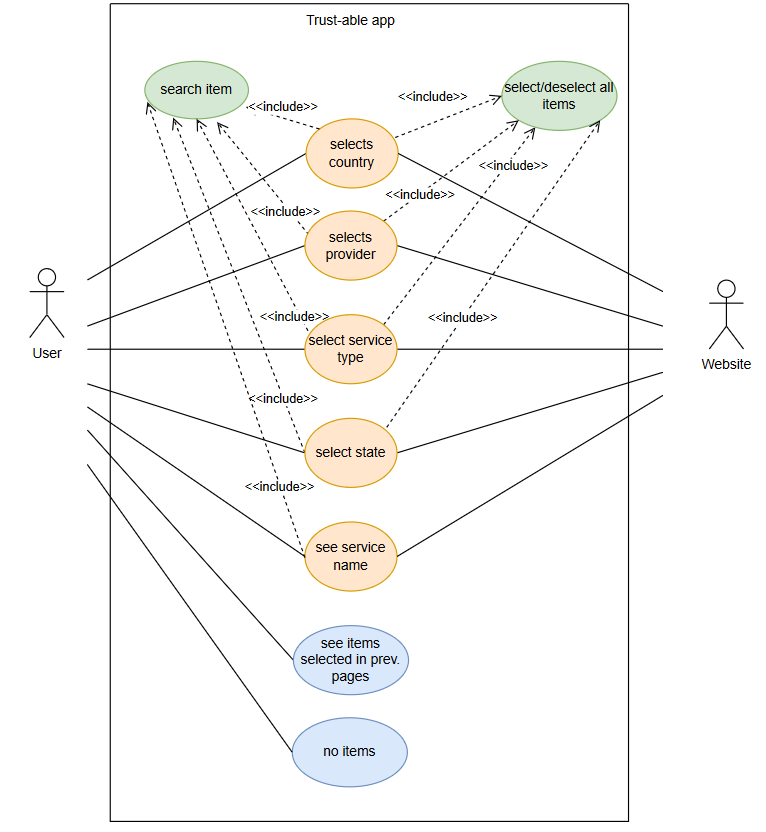 Trust-able app
search item
select/deselect all
items
<<include>>
<<include>>
selects
country
<<include>>
<<include>>
<<include>>
selects
provider
<<include>>
<<include>>
User
Website
select service
type
<<include>>
select state
<<include>>
see service
name
see items
selected in prev.
pages
no items